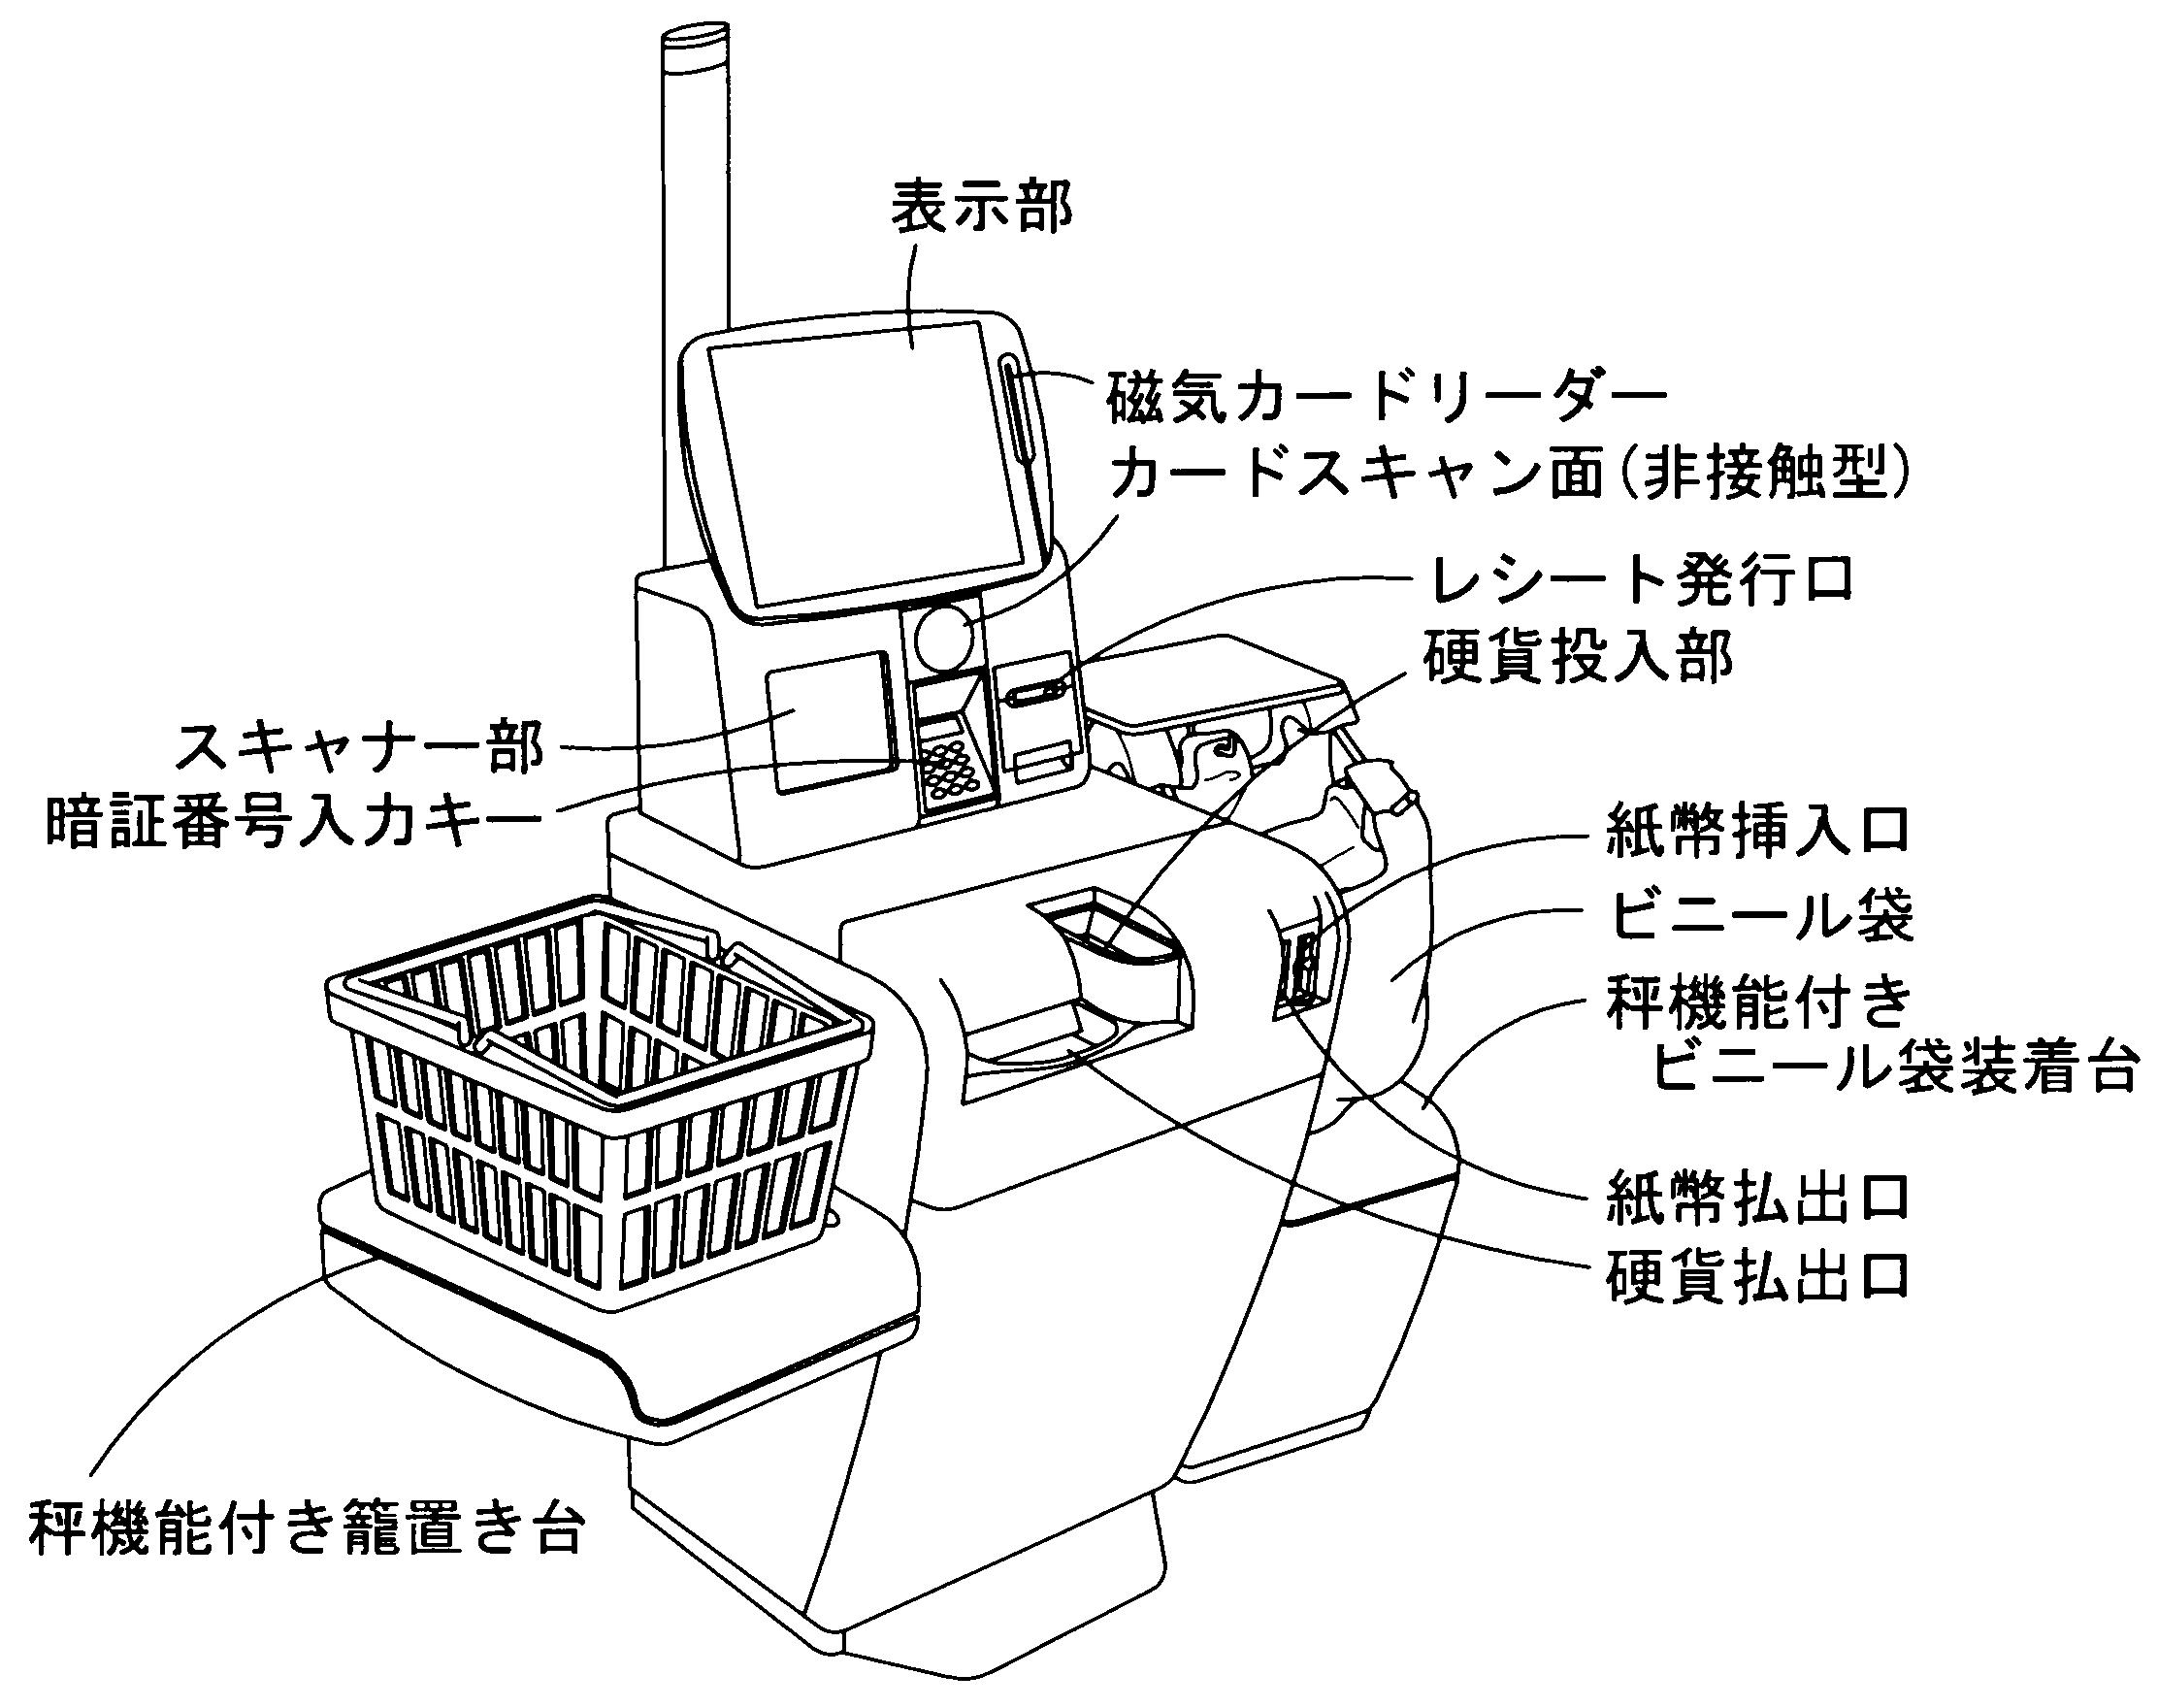 表示部
磁気カードリーダー
カードスキャン面(非接触型)
レシート発行口
硬貨投入部
スキャナー部
暗証番号入力キー
紙幣挿入口
ビニール袋
秤機能付き
ビニール袋装着台
紙幣払出口
硬貨払出口
秤機能付き籠置き台